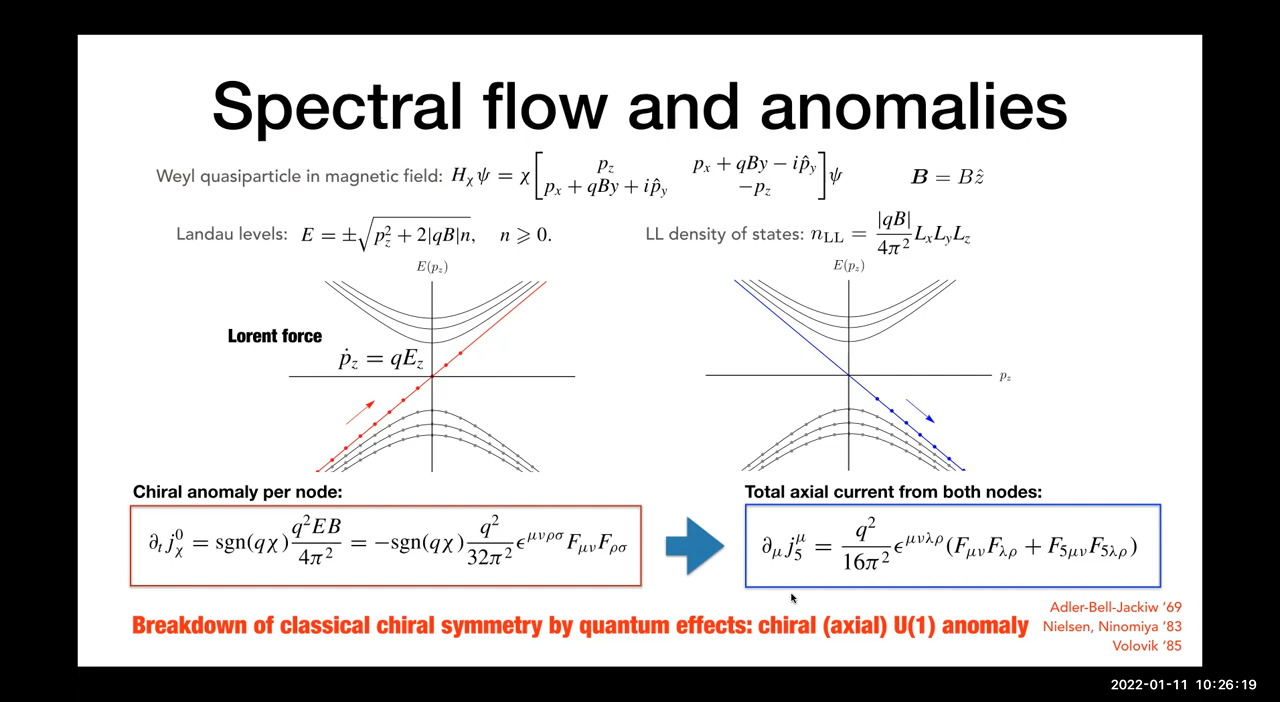 Spectral flow and anomalies
Weyl quasiparticle in magnetic field: H_χ ψ = χ [ p_z  p_x + qBy − ip̂_y ; p_x + qBy + ip̂_y  −p_z ] ψ  B = Bẑ
Landau levels: E = ±√(p_z² + 2|qB|n), n ⩾ 0.
LL density of states: n_LL = |qB|/4π² L_x L_y L_z
E(p_z)
E(p_z)
Lorent force
ṗ_z = qE_z
p_z
Chiral anomaly per node:
∂_t j_χ^0 = sgn(qχ) q²EB/4π² = −sgn(qχ) q²/32π² ϵ^{μνρσ} F_{μν} F_{ρσ}
Total axial current from both nodes:
∂_μ j_5^μ = q²/16π² ϵ^{μνλρ} (F_{μν} F_{λρ} + F_{5μν} F_{5λρ})
Breakdown of classical chiral symmetry by quantum effects: chiral (axial) U(1) anomaly
Adler-Bell-Jackiw ‘69
Nielsen, Ninomiya ‘83
Volovik ‘85
2022-01-11 10:26:19